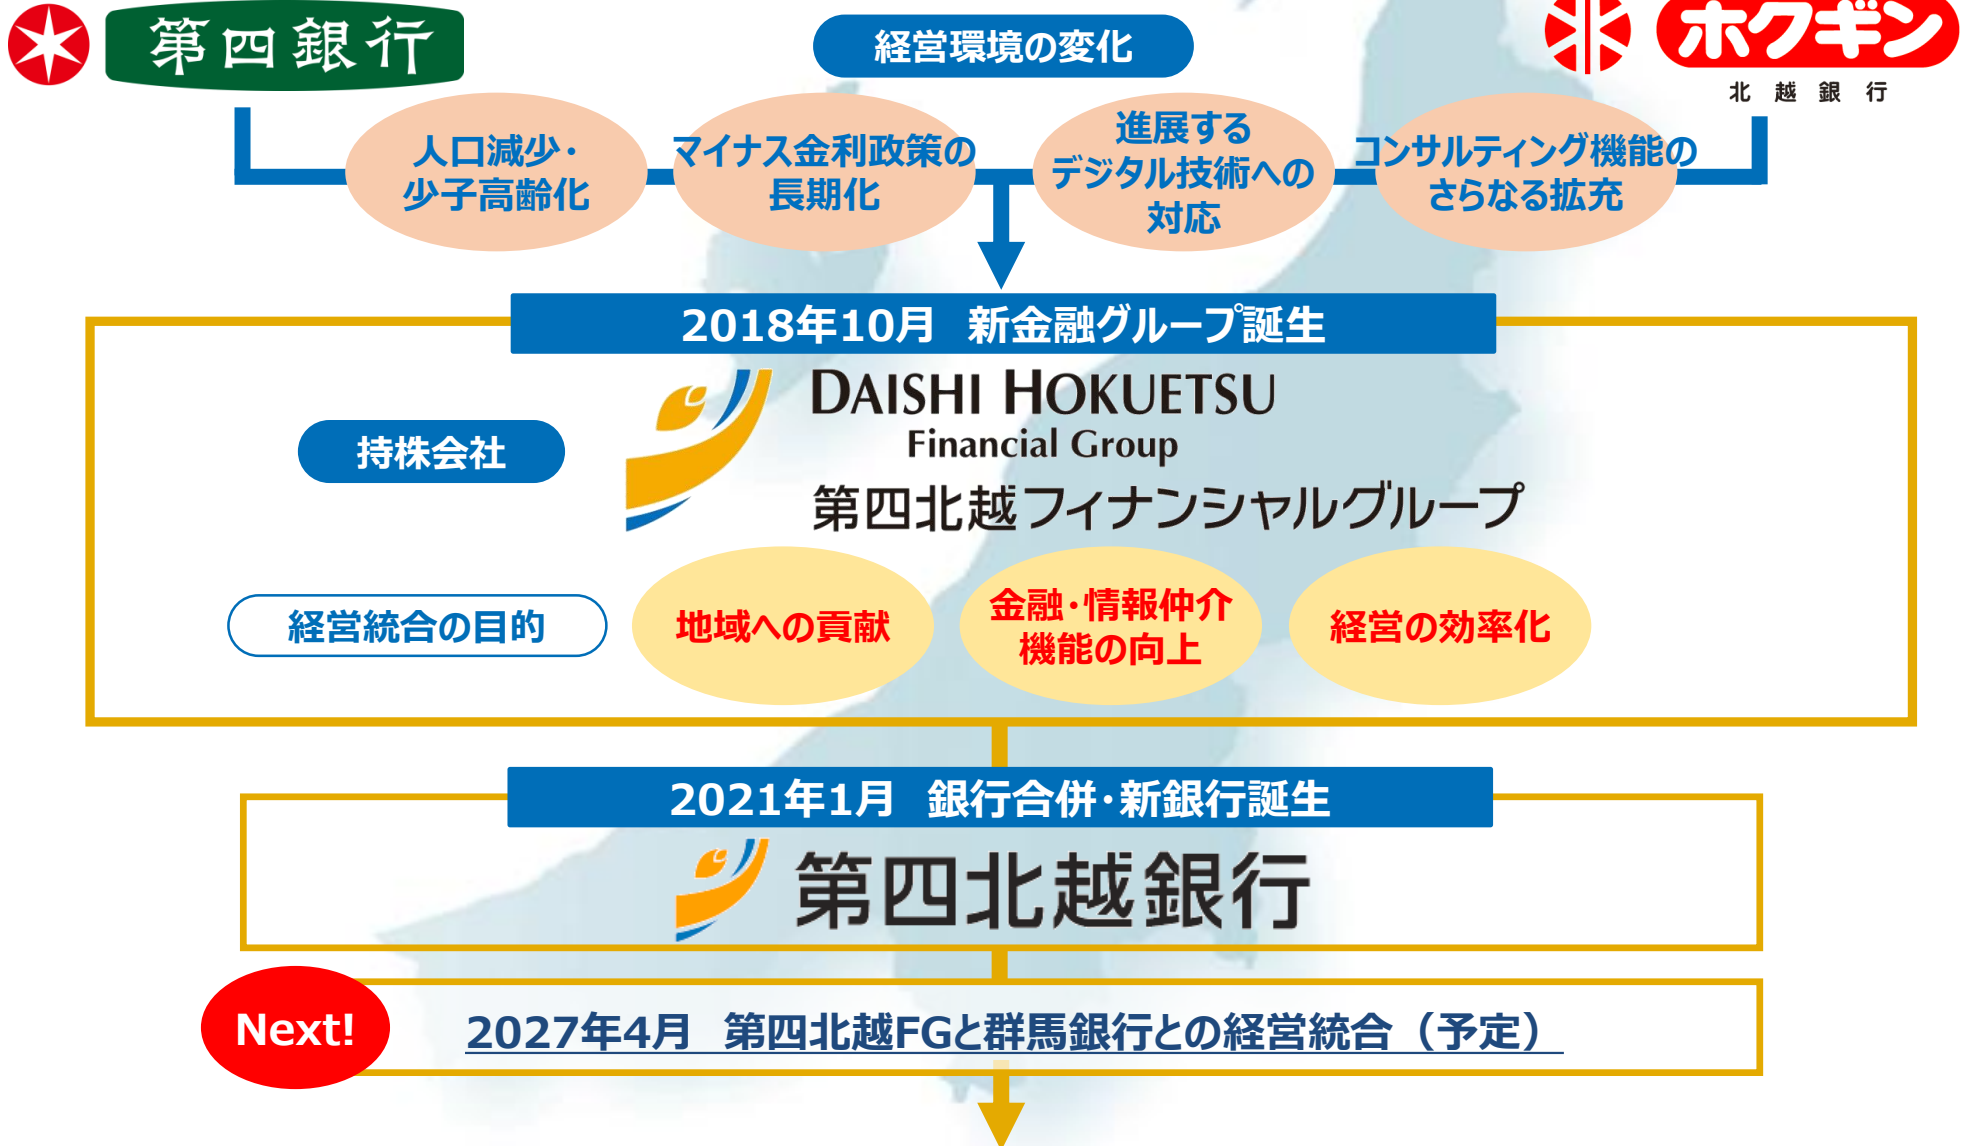 第四銀行
経営環境の変化
ホクギン
北越銀行
人口減少・
少子高齢化
マイナス金利政策の
長期化
進展する
デジタル技術への
対応
コンサルティング機能の
さらなる拡充
2018年10月　新金融グループ誕生
持株会社
DAISHI HOKUETSU
Financial Group
第四北越フィナンシャルグループ
経営統合の目的
地域への貢献
金融・情報仲介
機能の向上
経営の効率化
2021年1月　銀行合併・新銀行誕生
第四北越銀行
Next!
2027年4月　第四北越FGと群馬銀行との経営統合（予定）